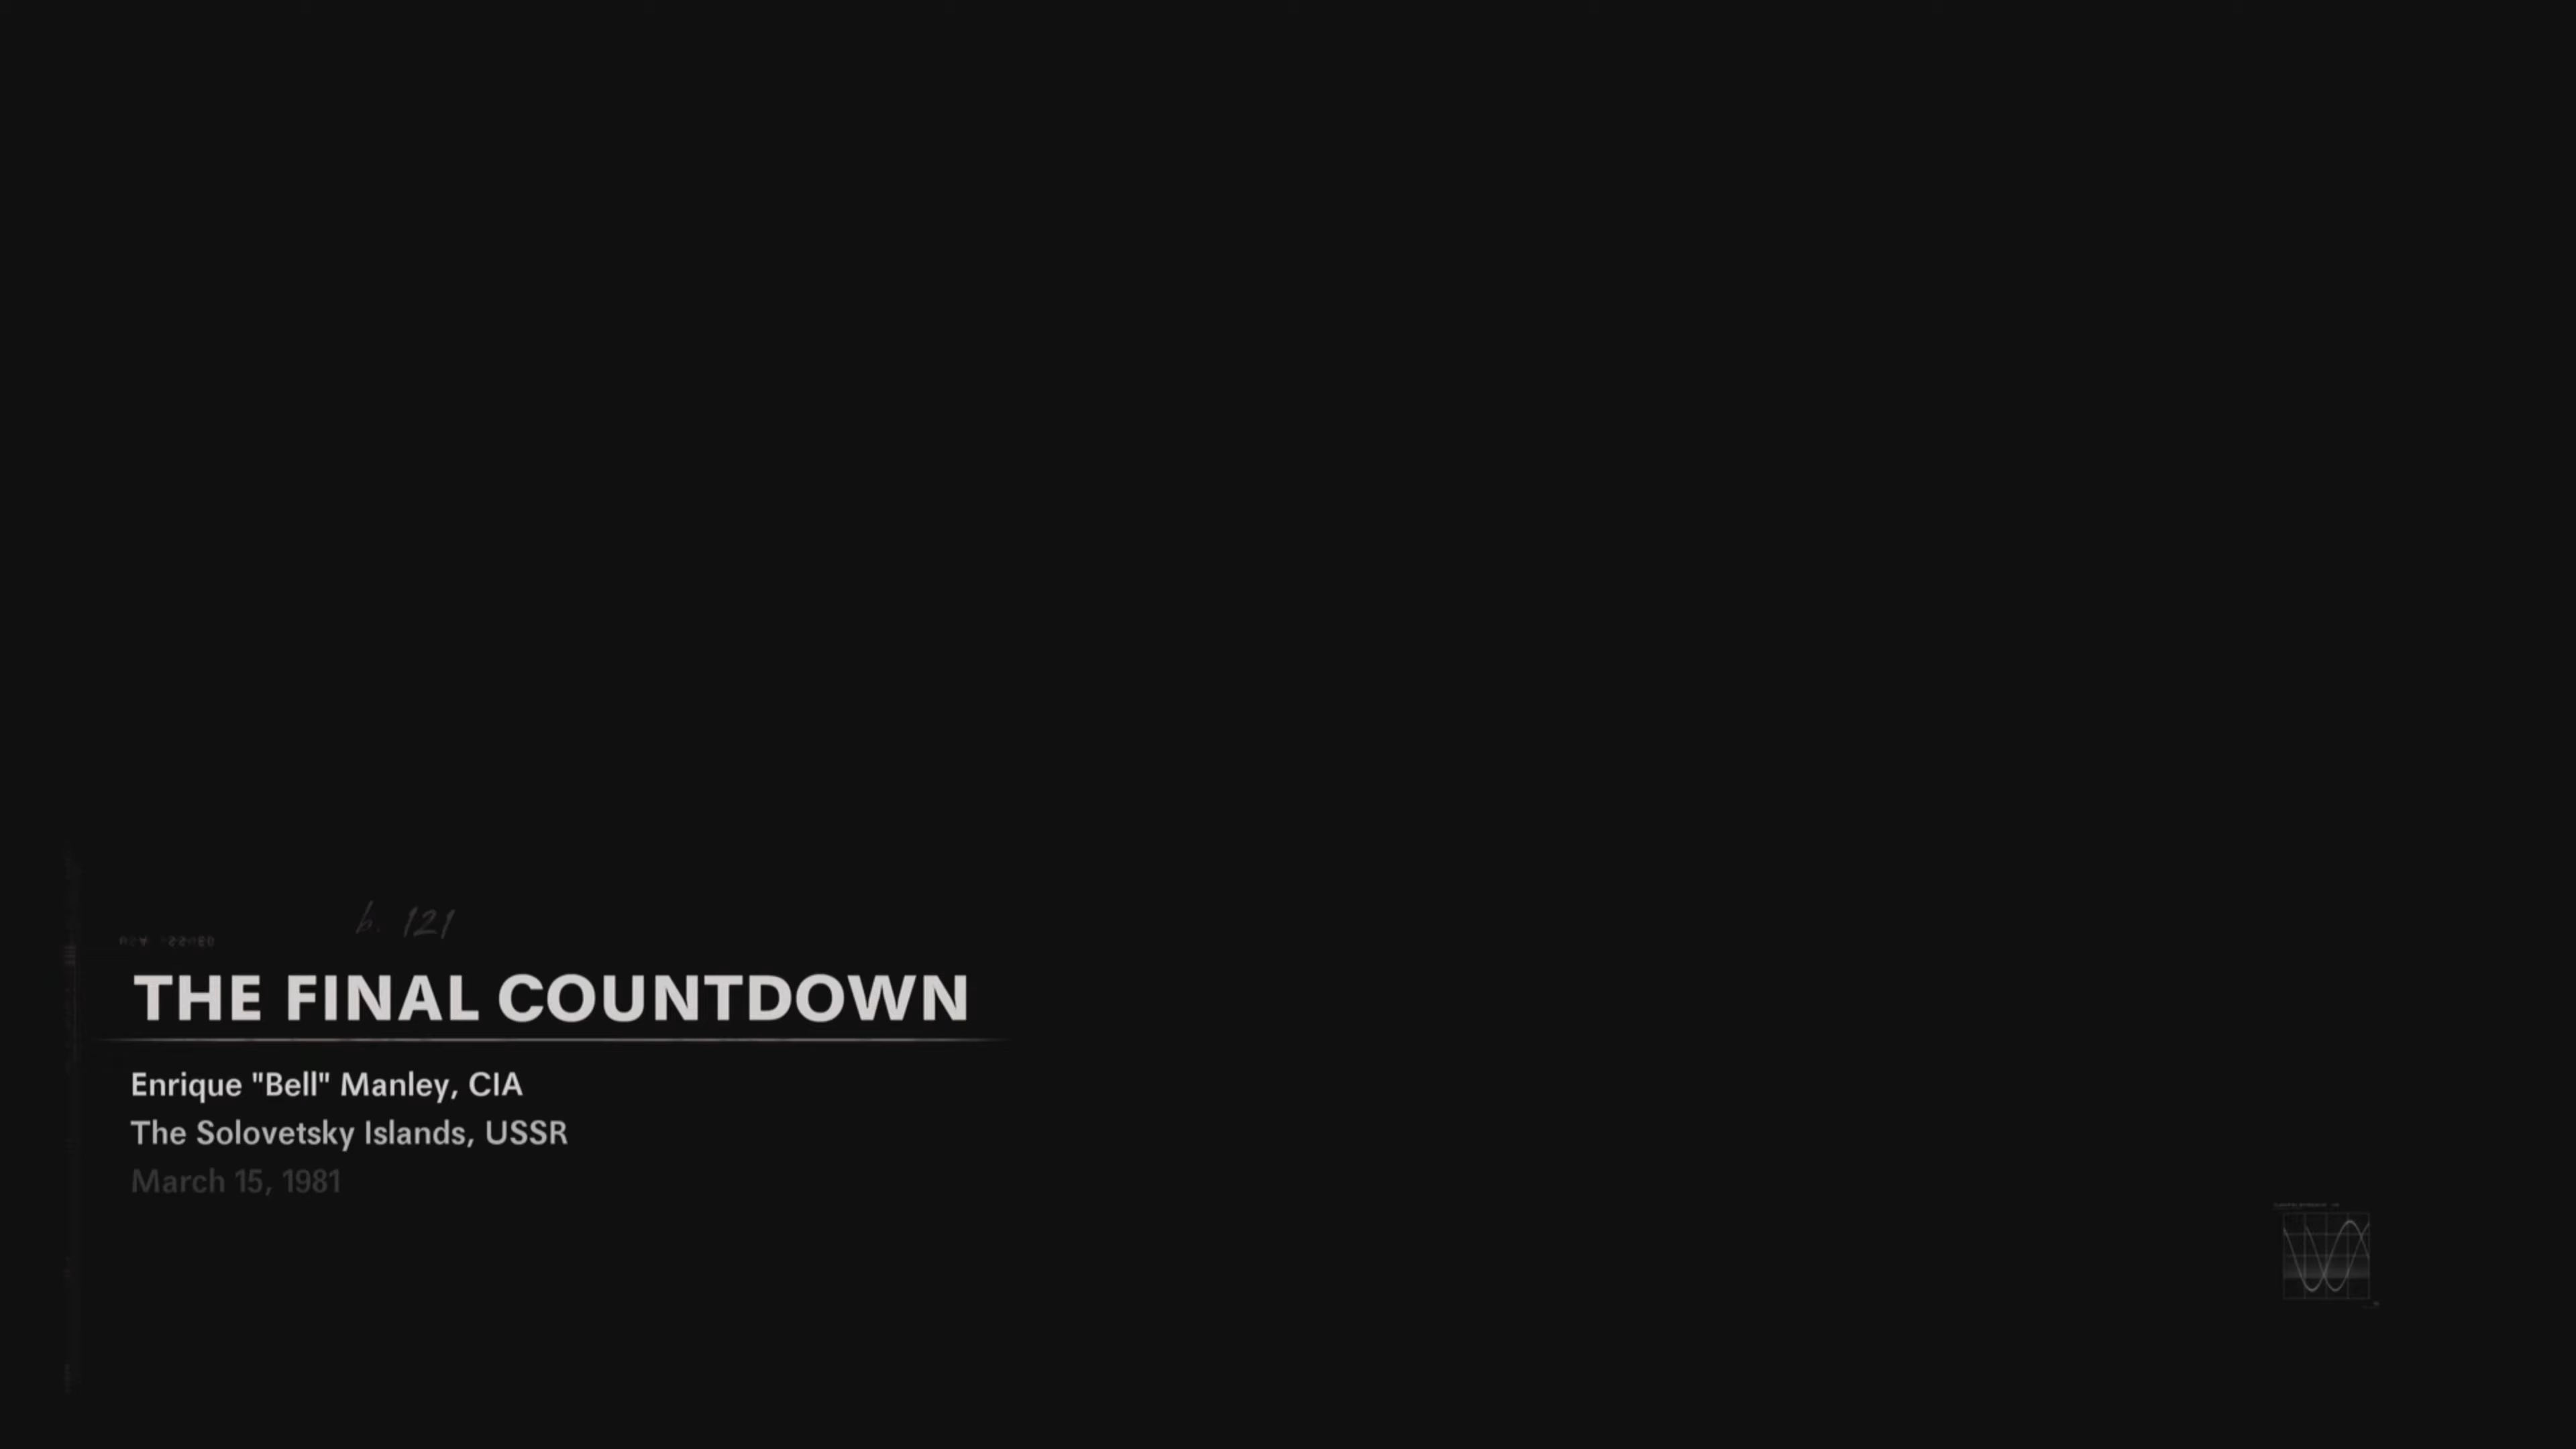 b. 121
THE FINAL COUNTDOWN
Enrique "Bell" Manley, CIA
The Solovetsky Islands, USSR
March 15, 1981